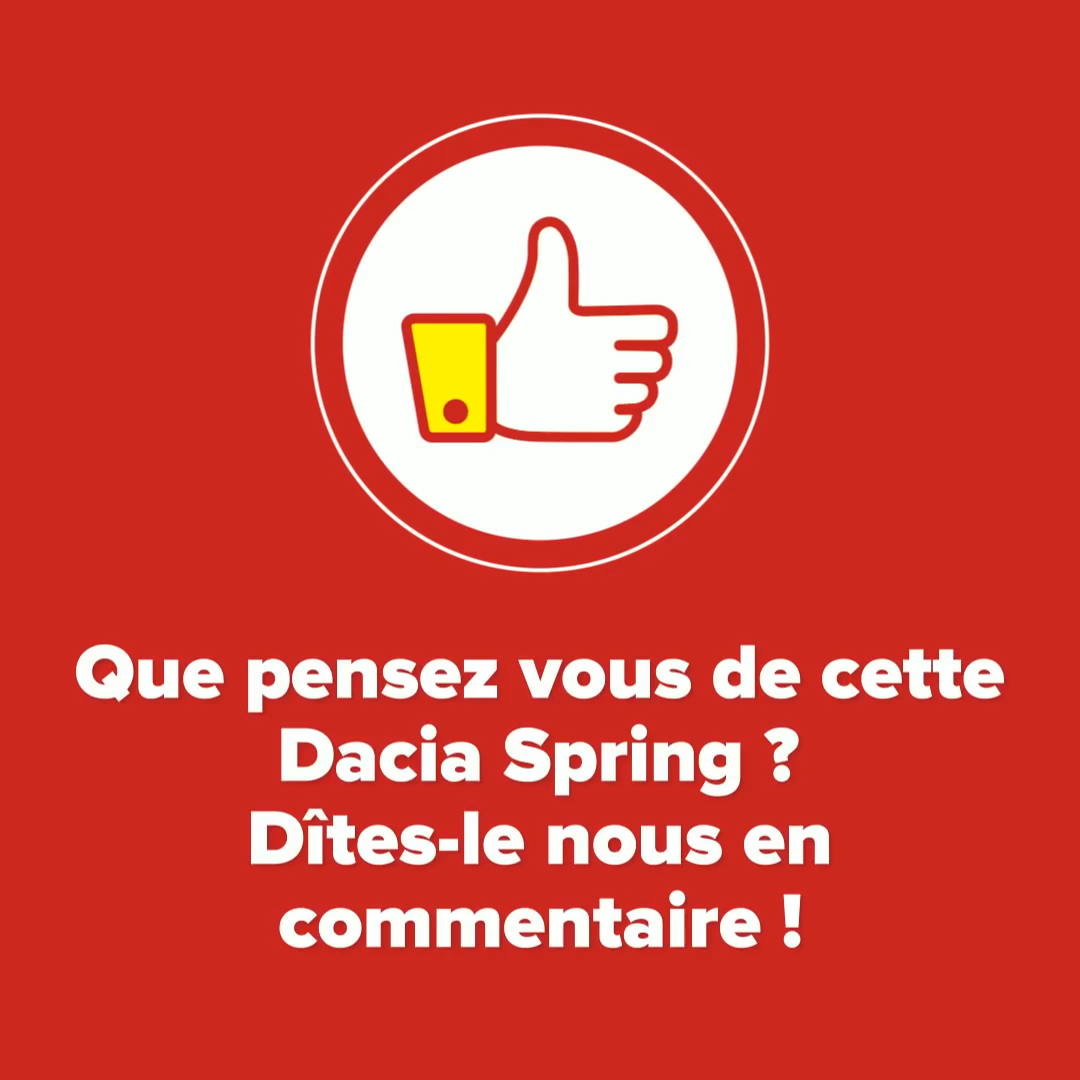 Que pensez vous de cette
Dacia Spring ?
Dîtes-le nous en
commentaire !